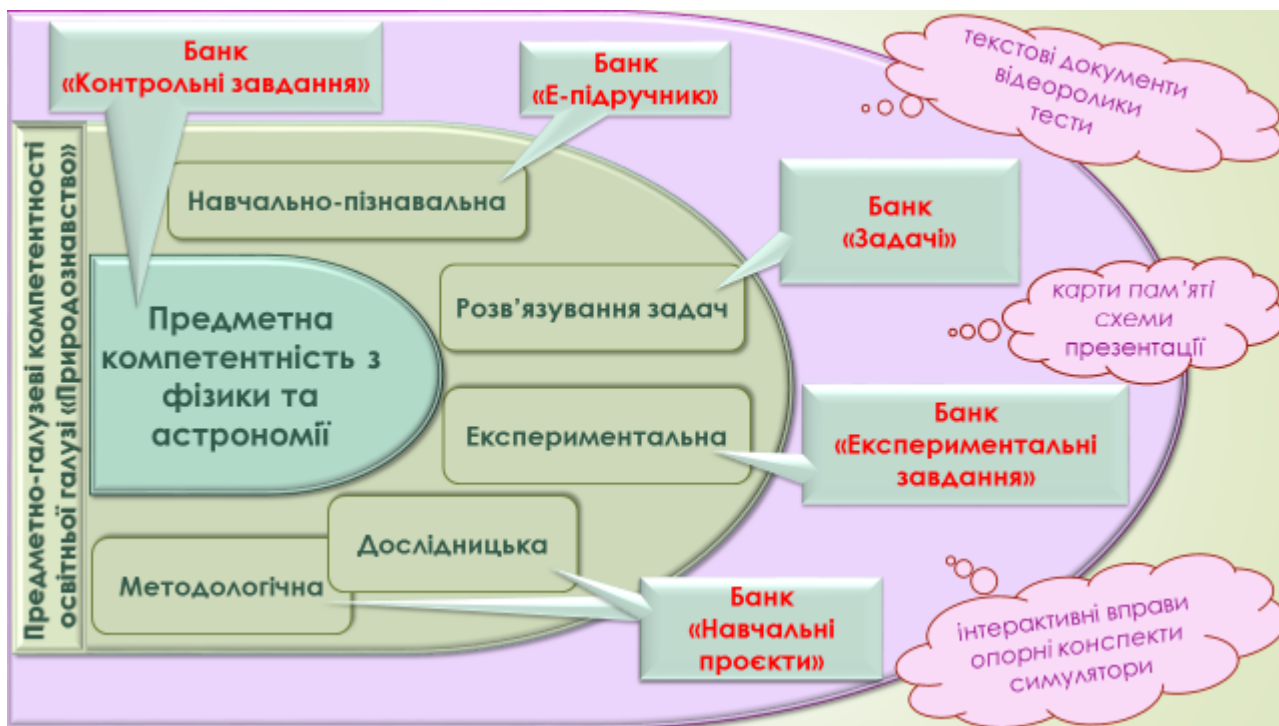 Банк
«Контрольні завдання»
Банк
«Е-підручник»
текстові документи
відеоролики
тести
Предметно-галузеві компетентності
освітньої галузі «Природознавство»
Навчально-пізнавальна
Банк
«Задачі»
Предметна
компетентність з
фізики та
астрономії
Розв’язування задач
карти пам’яті
схеми
презентації
Експериментальна
Банк
«Експериментальні
завдання»
Дослідницька
Методологічна
Банк
«Навчальні
проєкти»
інтерактивні вправи
опорні конспекти
симулятори